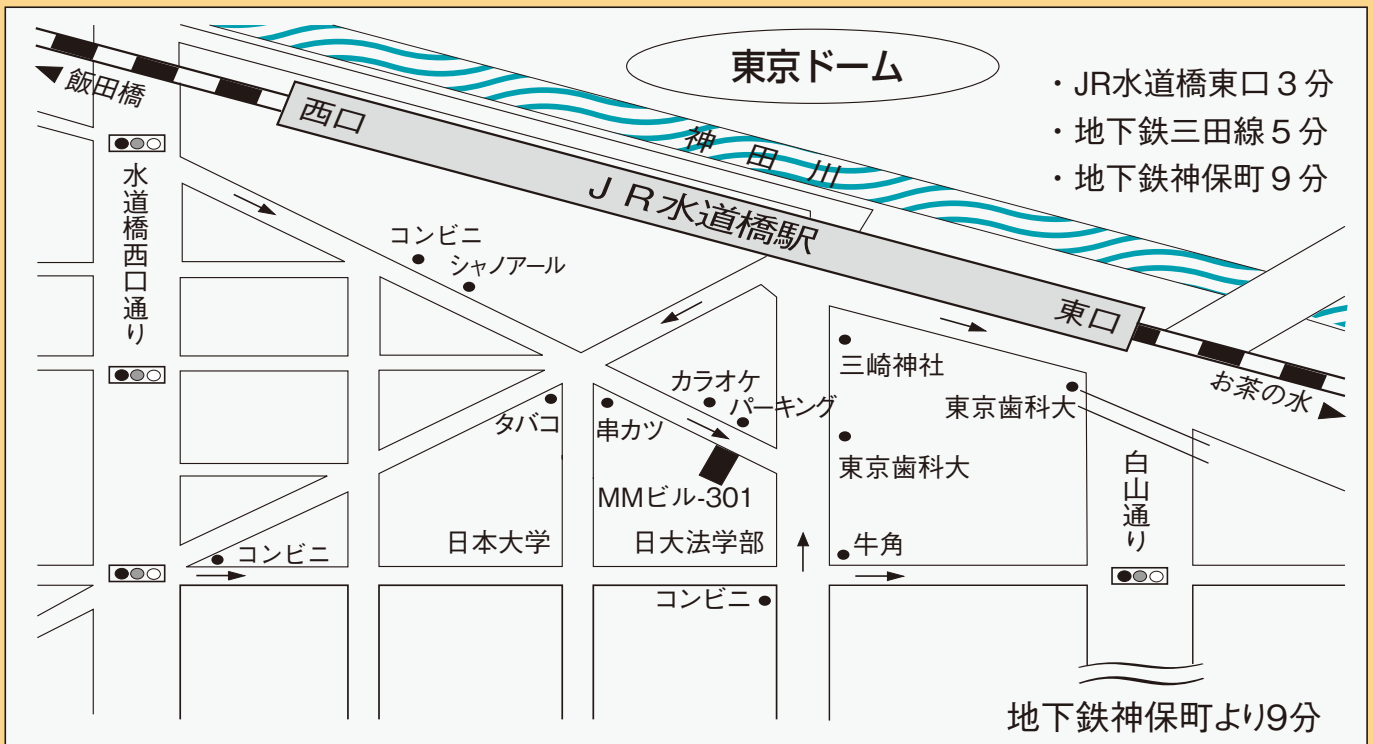 東京ドーム
・JR水道橋東口3分
・地下鉄三田線5分
・地下鉄神保町9分
飯田橋
西口
神田川
JR水道橋駅
東口
お茶の水
水道橋西口通り
コンビニ
シャノアール
三崎神社
カラオケ
パーキング
東京歯科大
タバコ
串カツ
東京歯科大
MMビル-301
白山通り
日本大学
日大法学部
牛角
コンビニ
コンビニ
地下鉄神保町より9分